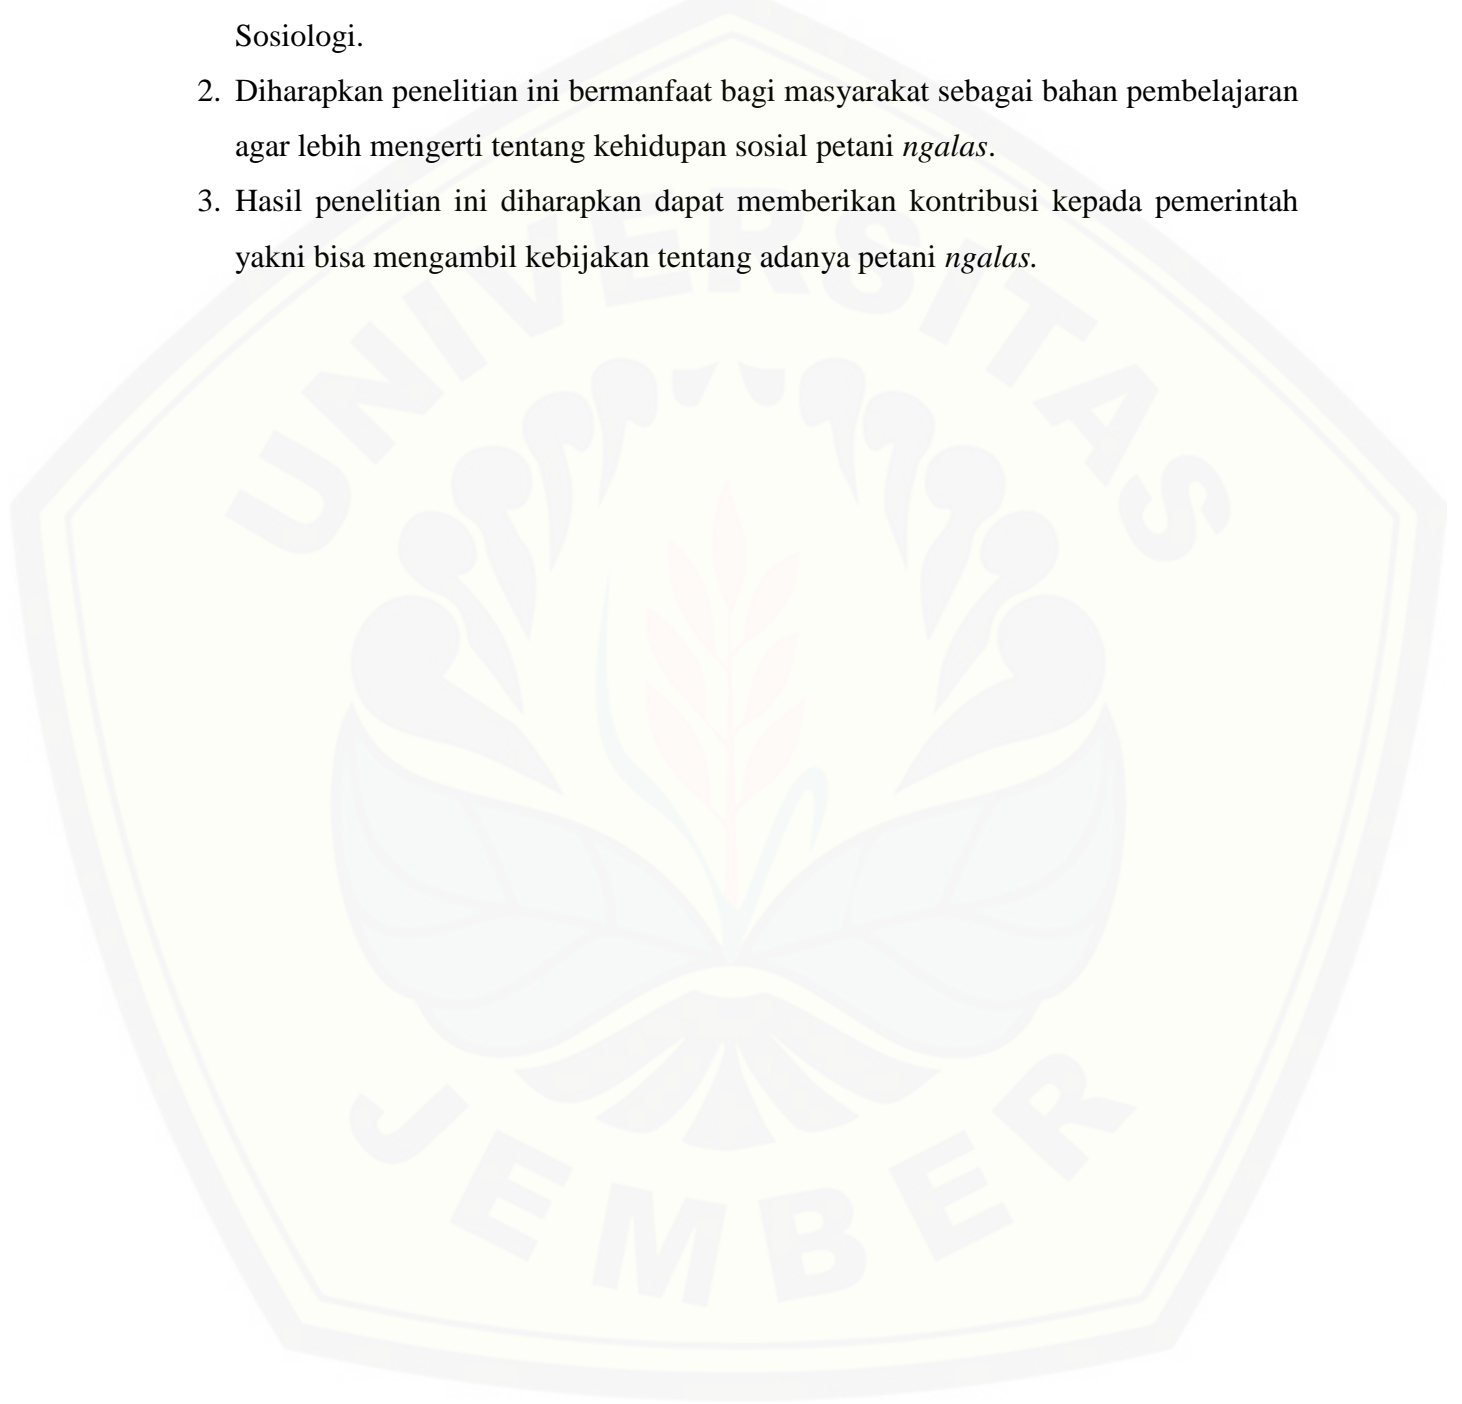 Sosiologi.
2. Diharapkan penelitian ini bermanfaat bagi masyarakat sebagai bahan pembelajaran
agar lebih mengerti tentang kehidupan sosial petani ngalas.
3. Hasil penelitian ini diharapkan dapat memberikan kontribusi kepada pemerintah
yakni bisa mengambil kebijakan tentang adanya petani ngalas.
UNIVERSITAS
JEMBER